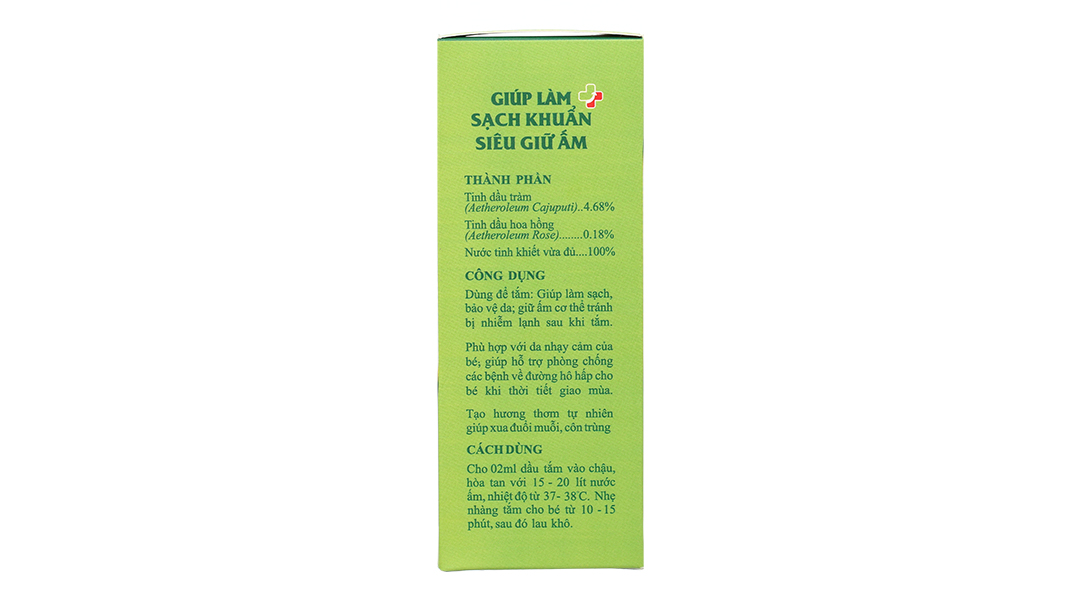 GIÚP LÀM
SẠCH KHUẨN
SIÊU GIỮ ẤM
THÀNH PHẦN
Tinh dầu tràm
(Aetheroleum Cajuputi)..4.68%
Tinh dầu hoa hồng
(Aetheroleum Rose)........0.18%
Nước tinh khiết vừa đủ....100%
CÔNG DỤNG
Dùng để tắm: Giúp làm sạch,
bảo vệ da; giữ ấm cơ thể tránh
bị nhiễm lạnh sau khi tắm.
Phù hợp với da nhạy cảm của
bé; giúp hỗ trợ phòng chống
các bệnh về đường hô hấp cho
bé khi thời tiết giao mùa.
Tạo hương thơm tự nhiên
giúp xua đuổi muỗi, côn trùng
CÁCH DÙNG
Cho 02ml dầu tắm vào chậu,
hòa tan với 15 - 20 lít nước
ấm, nhiệt độ từ 37- 38°C. Nhẹ
nhàng tắm cho bé từ 10 -15
phút, sau đó lau khô.